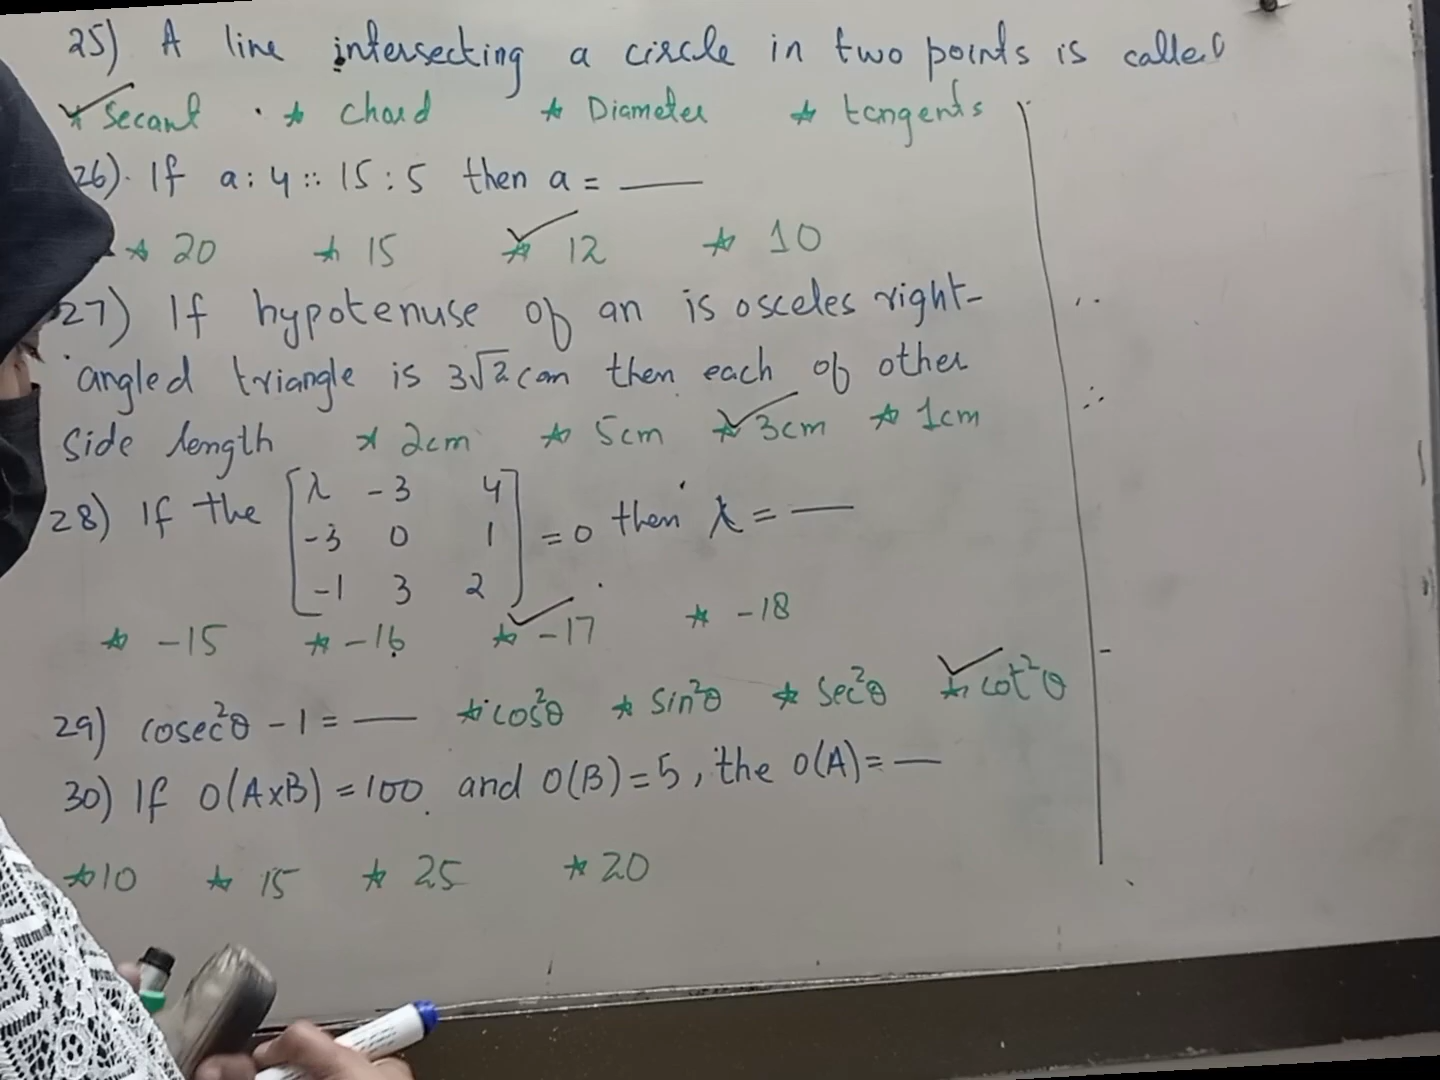 25) A line intersecting a circle in two points is called
✓* Secant * Chord * Diameter * tangents
26). If a : 4 :: 15 : 5 then a = ___
* 20 * 15 ✓* 12 * 10
27) If hypotenuse of an isosceles right-
angled triangle is 3√2 cm then each of other
side length * 2cm * 5cm ✓* 3cm * 1cm
28) If the [λ -3 4
-3 0 1
-1 3 2] = 0 then λ = ___
* -15 * -16 ✓* -17 * -18
29) cosec²θ - 1 = ___ * cos²θ * sin²θ * sec²θ ✓* cot²θ
30) If O(A×B) = 100 and O(B) = 5, the O(A) = ___
* 10 * 15 * 25 * 20